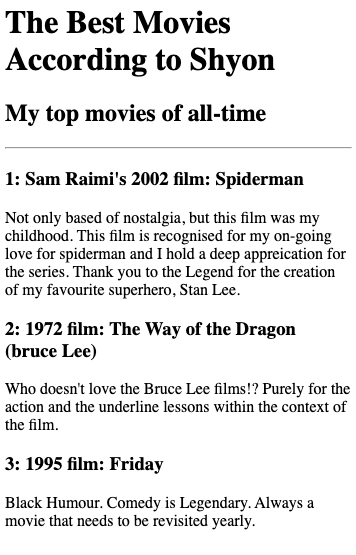 The Best Movies
According to Shyon
My top movies of all-time
1: Sam Raimi's 2002 film: Spiderman
Not only based of nostalgia, but this film was my
childhood. This film is recognised for my on-going
love for spiderman and I hold a deep appreication for
the series. Thank you to the Legend for the creation
of my favourite superhero, Stan Lee.
2: 1972 film: The Way of the Dragon
(bruce Lee)
Who doesn't love the Bruce Lee films!? Purely for the
action and the underline lessons within the context of
the film.
3: 1995 film: Friday
Black Humour. Comedy is Legendary. Always a
movie that needs to be revisited yearly.